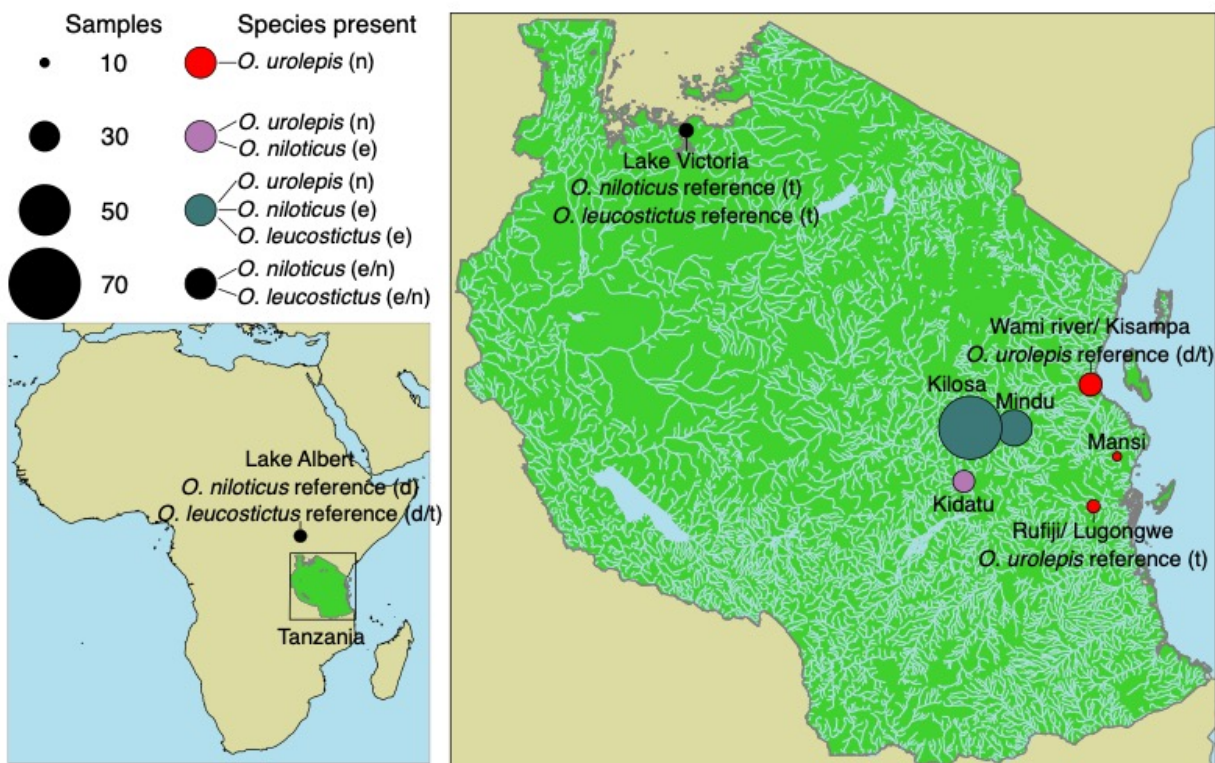 Samples
Species present
10
O. urolepis (n)
30
O. urolepis (n)
O. niloticus (e)
50
O. urolepis (n)
O. niloticus (e)
O. leucostictus (e)
70
O. niloticus (e/n)
O. leucostictus (e/n)
Lake Albert
O. niloticus reference (d)
O. leucostictus reference (d/t)
Tanzania
Lake Victoria
O. niloticus reference (t)
O. leucostictus reference (t)
Wami river/ Kisampa
O. urolepis reference (d/t)
Kilosa
Mindu
Mansi
Kidatu
Rufiji/ Lugongwe
O. urolepis reference (t)